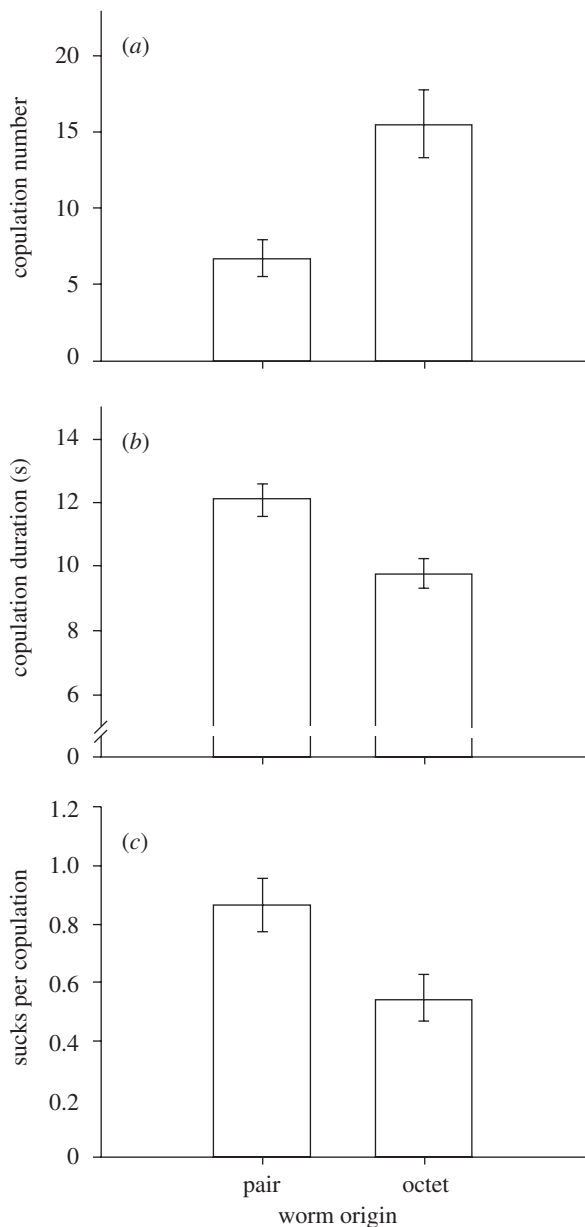 (a)
copulation number
20
15
10
5
0
(b)
copulation duration (s)
14
12
10
8
6
0
(c)
sucks per copulation
1.2
1.0
0.8
0.6
0.4
0.2
0
pair octet
worm origin